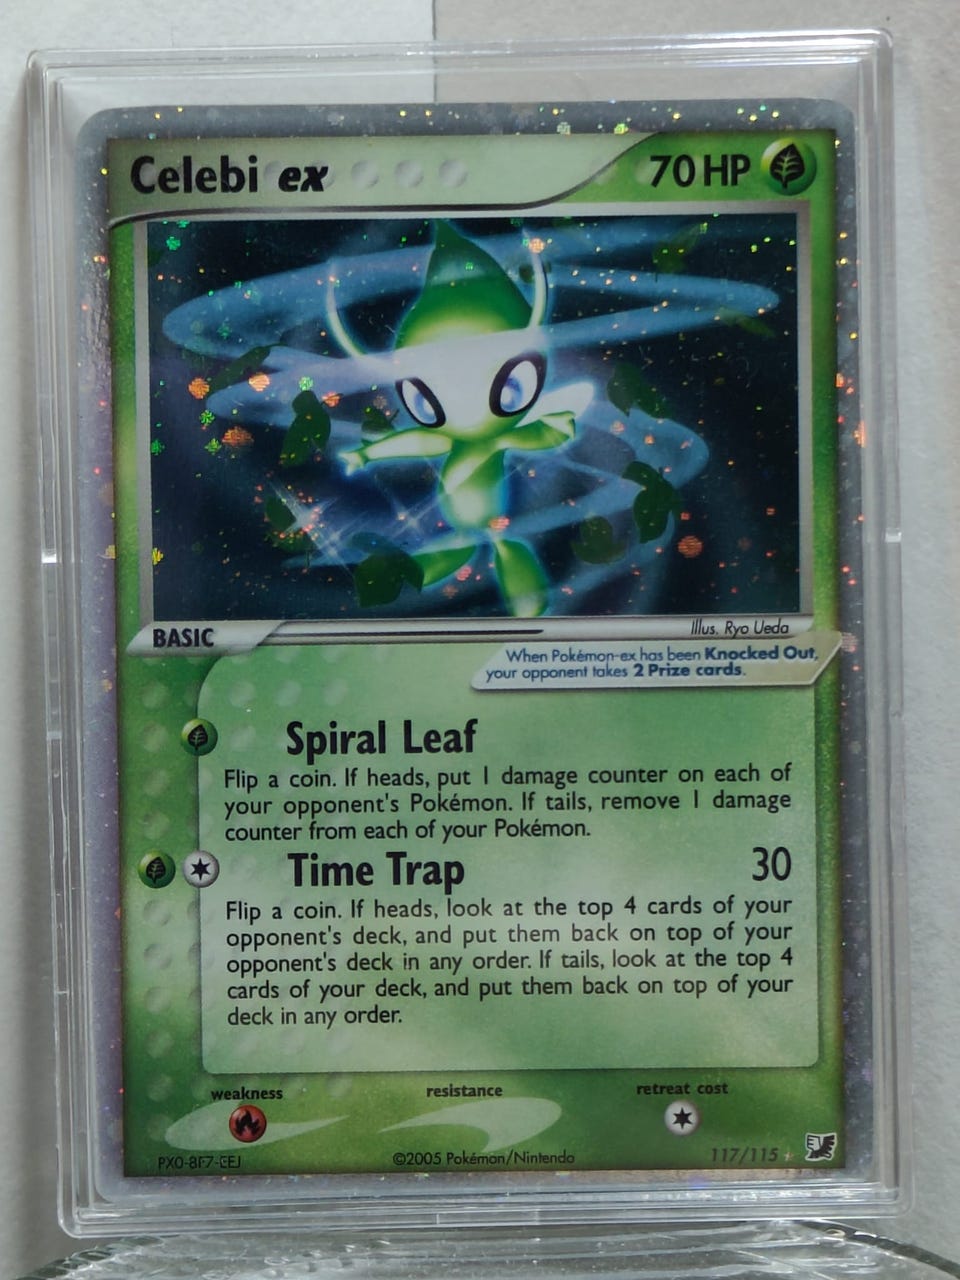 Celebi ex 70 HP
BASIC
Illus. Ryo Ueda
When Pokémon-ex has been Knocked Out,
your opponent takes 2 Prize cards.
Spiral Leaf
Flip a coin. If heads, put 1 damage counter on each of
your opponent's Pokémon. If tails, remove 1 damage
counter from each of your Pokémon.
Time Trap 30
Flip a coin. If heads, look at the top 4 cards of your
opponent's deck, and put them back on top of your
opponent's deck in any order. If tails, look at the top 4
cards of your deck, and put them back on top of your
deck in any order.
weakness resistance retreat cost
©2005 Pokémon/Nintendo 117/115